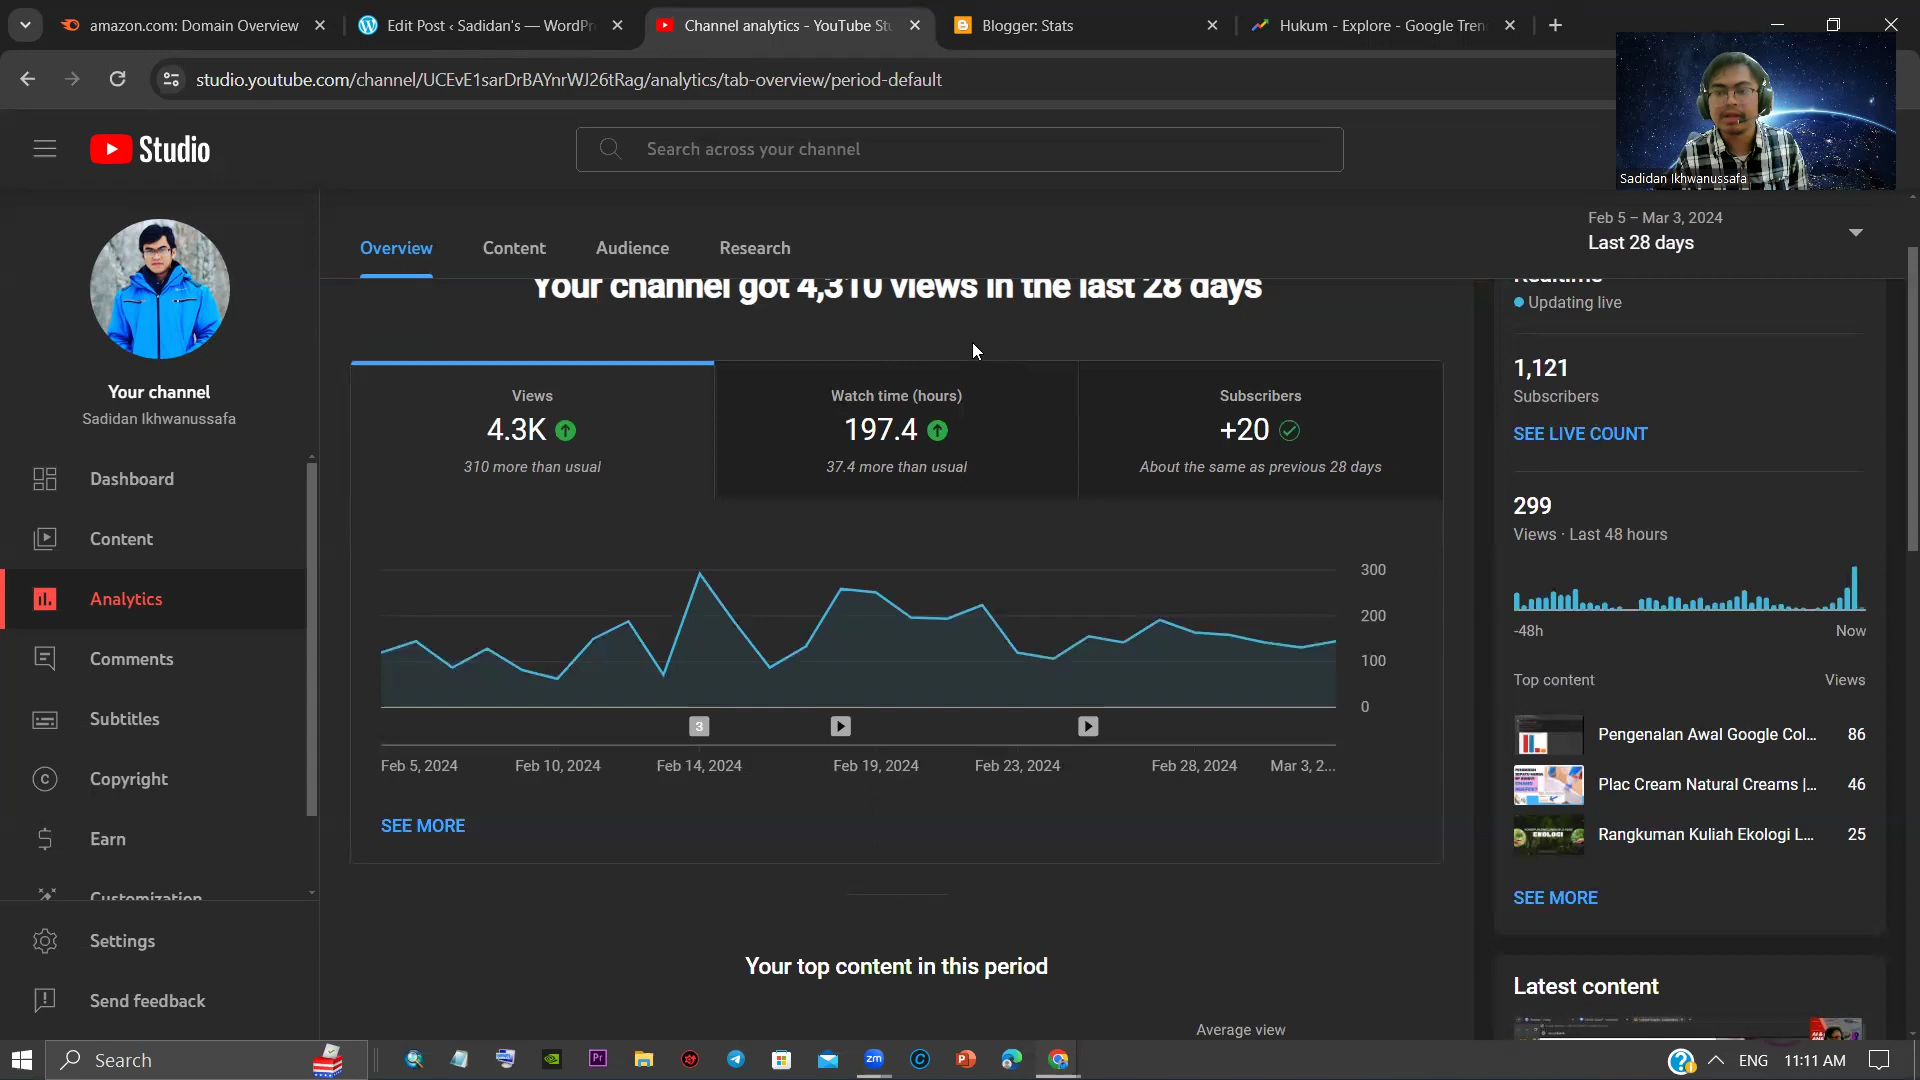 amazon.com: Domain Overview
Edit Post ‹ Sadidan's — WordPr
Channel analytics - YouTube Stu
Blogger: Stats
Hukum - Explore - Google Tren
studio.youtube.com/channel/UCEvE1sarDrBAYnrWJ26tRag/analytics/tab-overview/period-default
Studio
Search across your channel
Sadidan Ikhwanussafa
Your channel
Sadidan Ikhwanussafa
Dashboard
Content
Analytics
Comments
Subtitles
Copyright
Earn
Customization
Settings
Send feedback
Overview
Content
Audience
Research
Feb 5 – Mar 3, 2024
Last 28 days
Your channel got 4,310 views in the last 28 days
Views
4.3K
310 more than usual
Watch time (hours)
197.4
37.4 more than usual
Subscribers
+20
About the same as previous 28 days
300
200
100
0
3
Feb 5, 2024
Feb 10, 2024
Feb 14, 2024
Feb 19, 2024
Feb 23, 2024
Feb 28, 2024
Mar 3, 2...
SEE MORE
Your top content in this period
Average view
Realtime
Updating live
1,121
Subscribers
SEE LIVE COUNT
299
Views · Last 48 hours
-48h
Now
Top content
Views
Pengenalan Awal Google Col...
86
Plac Cream Natural Creams |...
46
EKOLOGI
Rangkuman Kuliah Ekologi L...
25
SEE MORE
Latest content
Search
Pr
zm
ENG
11:11 AM